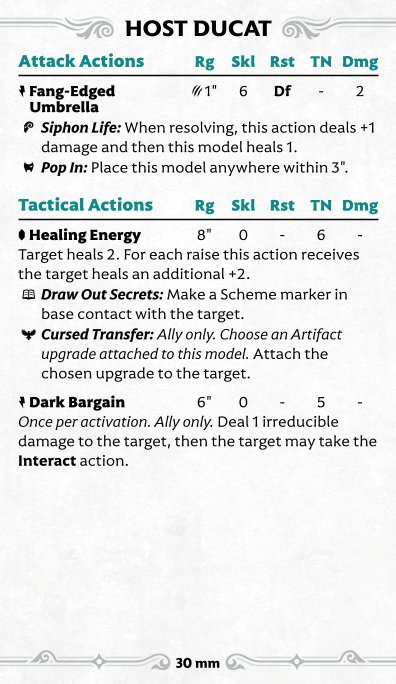 HOST DUCAT
Attack Actions Rg Skl Rst TN Dmg
Fang-Edged Umbrella 1" 6 Df - 2
Siphon Life: When resolving, this action deals +1
damage and then this model heals 1.
Pop In: Place this model anywhere within 3".
Tactical Actions Rg Skl Rst TN Dmg
Healing Energy 8" 0 - 6 -
Target heals 2. For each raise this action receives
the target heals an additional +2.
Draw Out Secrets: Make a Scheme marker in
base contact with the target.
Cursed Transfer: Ally only. Choose an Artifact
upgrade attached to this model. Attach the
chosen upgrade to the target.
Dark Bargain 6" 0 - 5 -
Once per activation. Ally only. Deal 1 irreducible
damage to the target, then the target may take the
Interact action.
30 mm